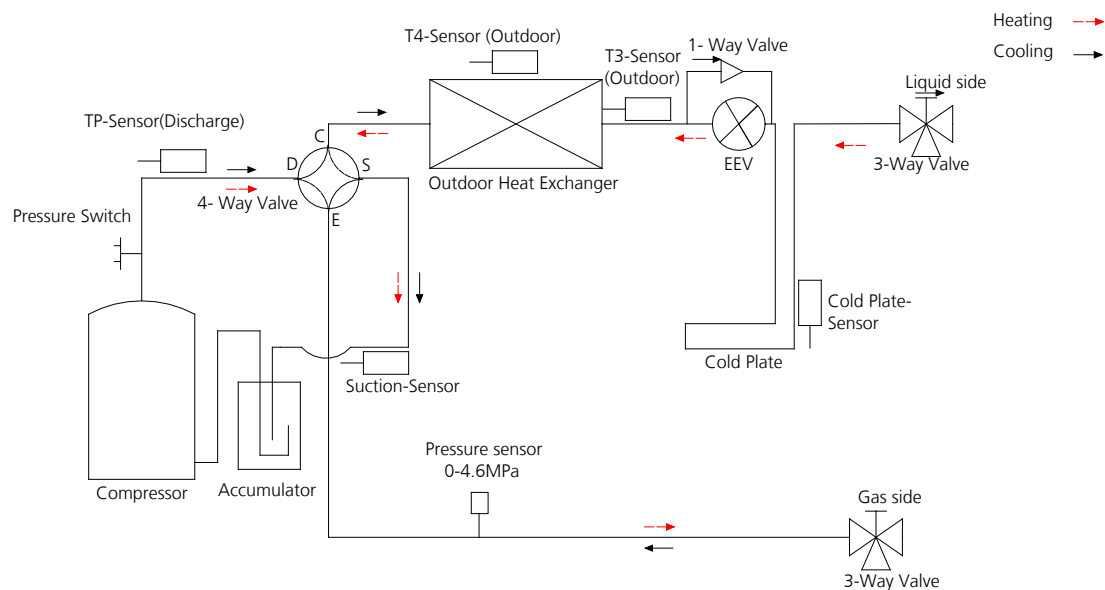 Heating
T4-Sensor (Outdoor)
1- Way Valve
T3-Sensor
(Outdoor)
Cooling
Liquid side
TP-Sensor(Discharge)
C
D
S
E
4- Way Valve
Outdoor Heat Exchanger
EEV
3-Way Valve
Pressure Switch
Cold Plate-
Sensor
Cold Plate
Suction-Sensor
Compressor
Accumulator
Pressure sensor
0-4.6MPa
Gas side
3-Way Valve